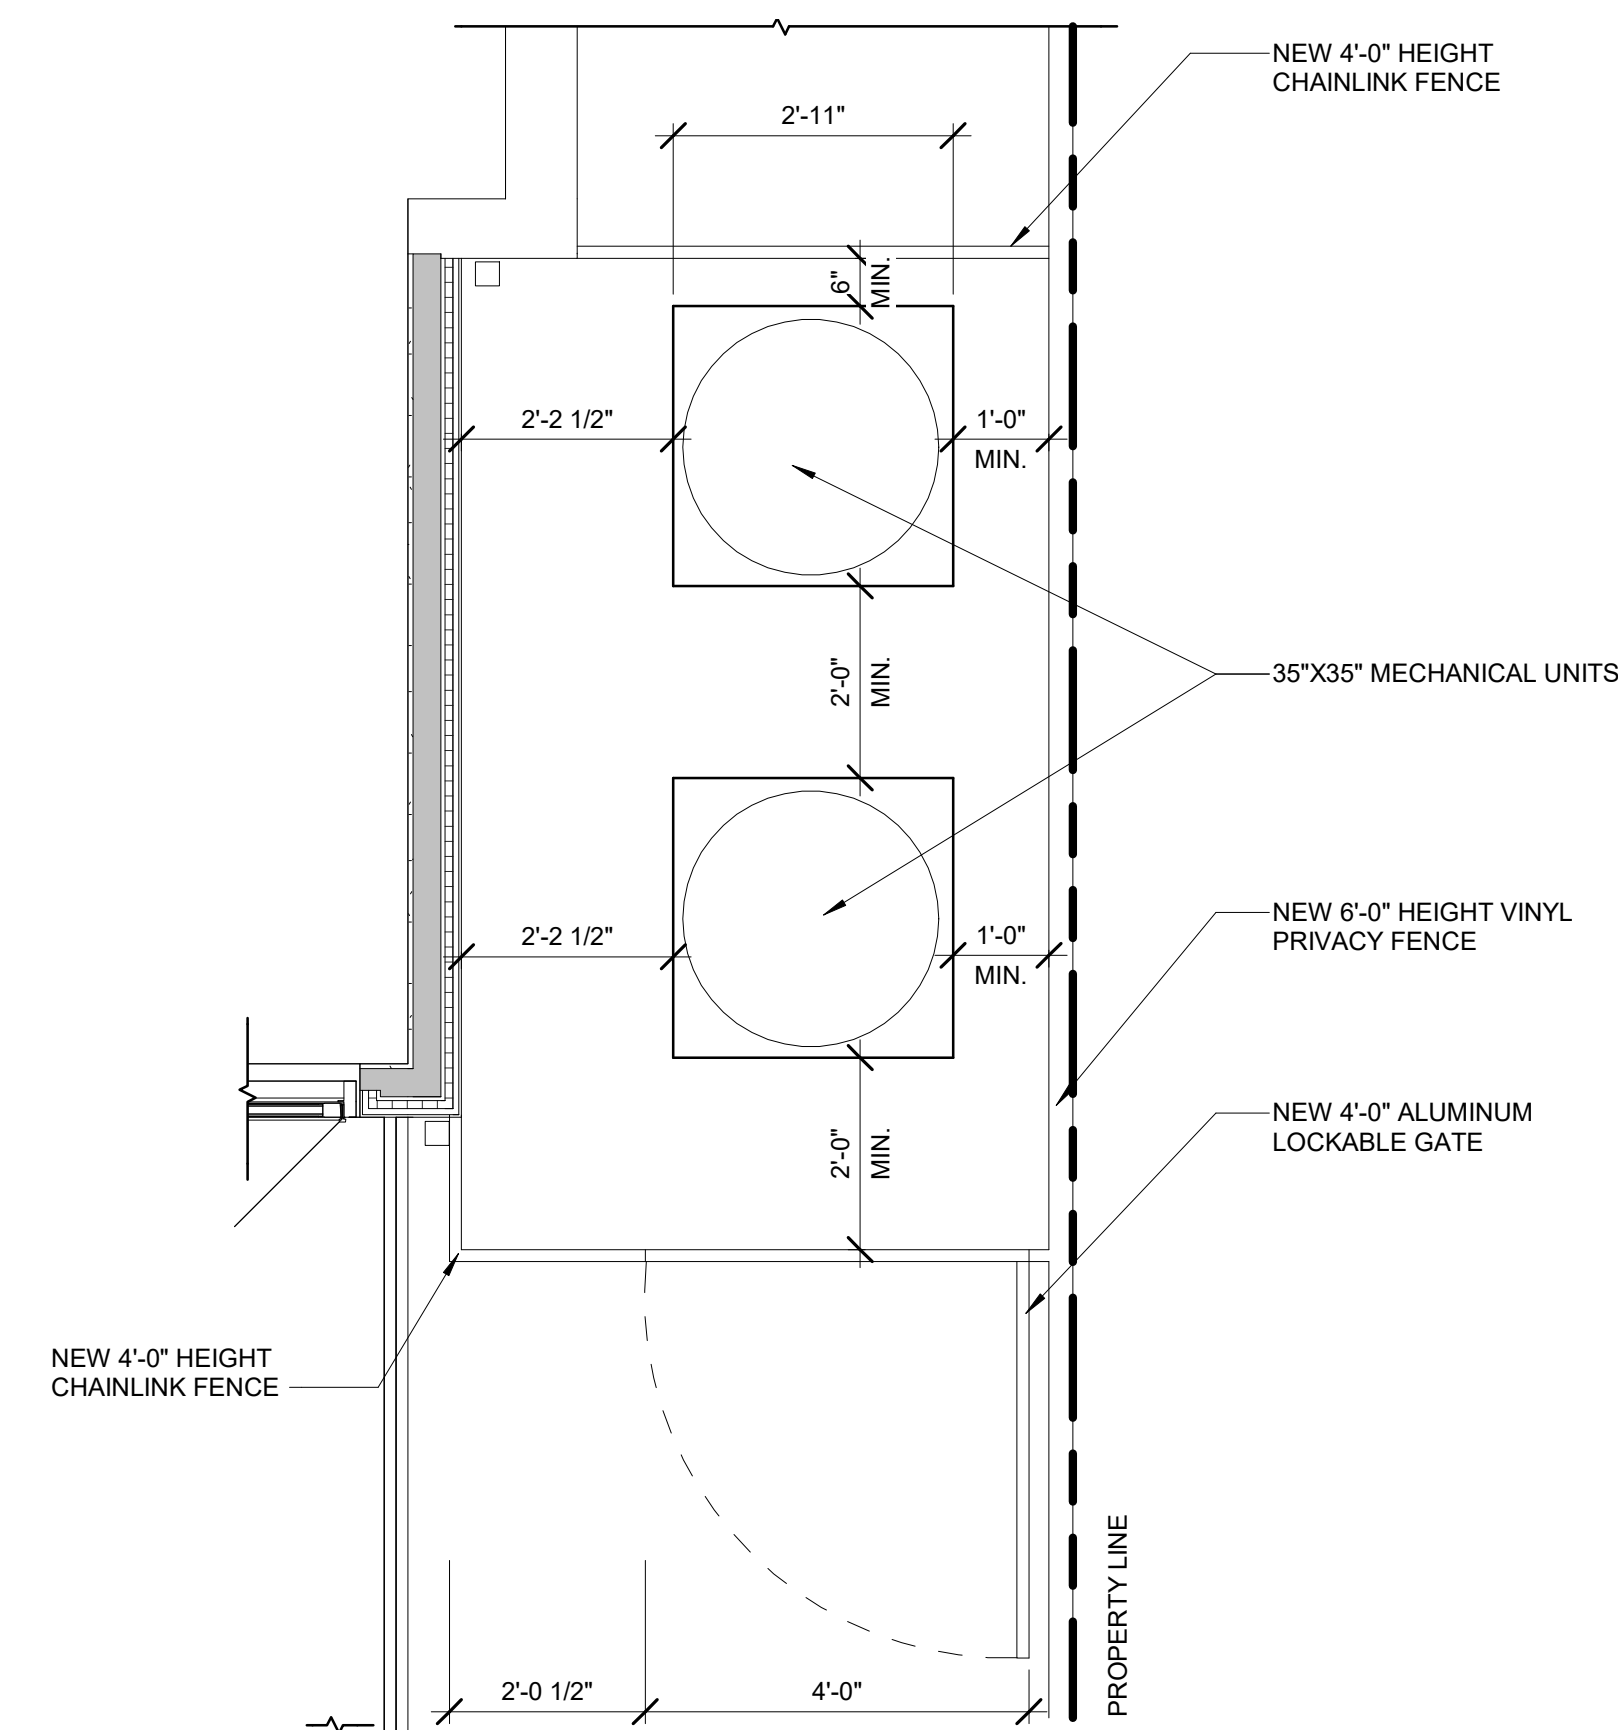 NEW 4'-0" HEIGHT
CHAINLINK FENCE
2'-11"
6"
MIN.
2'-2 1/2"
1'-0"
MIN.
2'-0"
MIN.
35"X35" MECHANICAL UNITS
2'-2 1/2"
1'-0"
MIN.
NEW 6'-0" HEIGHT VINYL
PRIVACY FENCE
2'-0"
MIN.
NEW 4'-0" ALUMINUM
LOCKABLE GATE
NEW 4'-0" HEIGHT
CHAINLINK FENCE
PROPERTY LINE
2'-0 1/2"
4'-0"